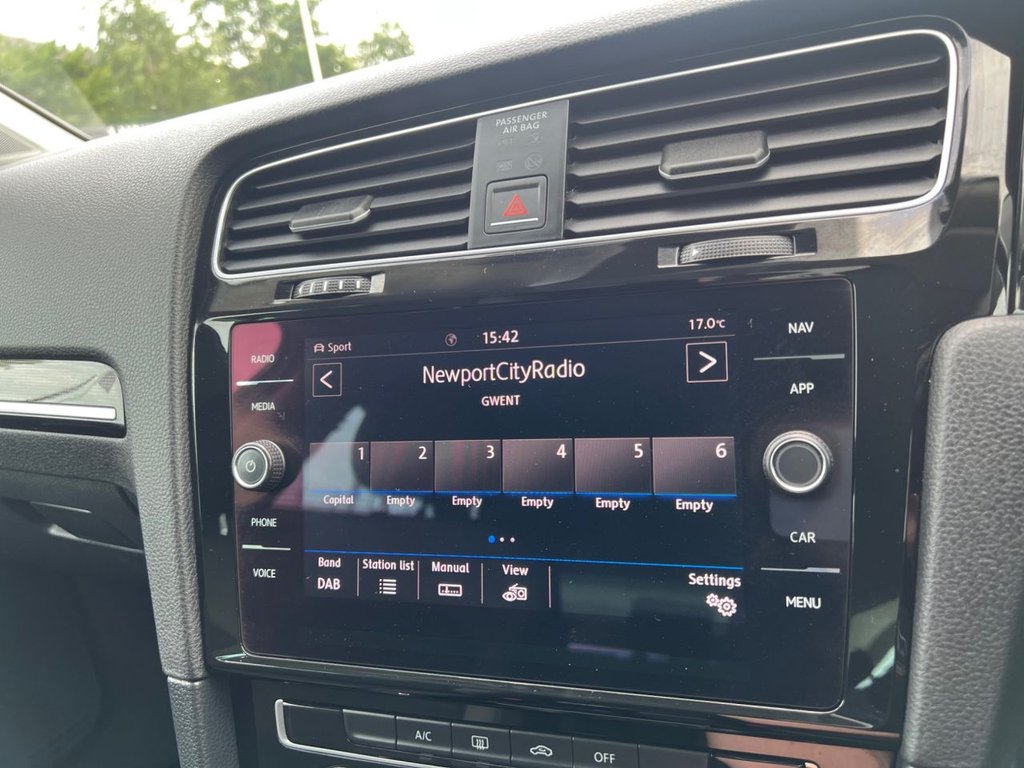 PASSENGER
AIR BAG
RADIO
MEDIA
PHONE
VOICE
Sport
15:42
17.0°C
<
NewportCityRadio
>
GWENT
1 2 3 4 5 6
Capital Empty Empty Empty Empty Empty
Band Station list Manual View Settings
DAB
NAV
APP
CAR
MENU
A/C
OFF